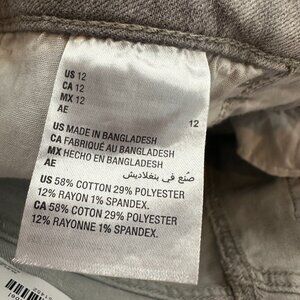 US 12
CA 12
MX 12
AE
12
US MADE IN BANGLADESH
CA FABRIQUÉ AU BANGLADESH
MX HECHO EN BANGLADESH
AE
صنع في بنغلاديش
US 58% COTTON 29% POLYESTER
12% RAYON 1% SPANDEX.
CA 58% COTON 29% POLYESTER
12% RAYONNE 1% SPANDEX.